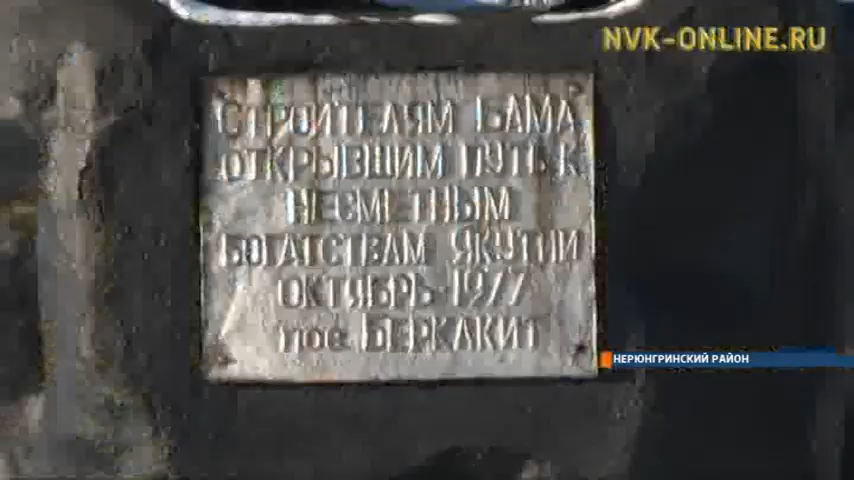 NVK-ONLINE.RU
СТРОИТЕЛЯМ БАМА
ОТКРЫВШИМ ПУТЬ К
НЕСМЕТНЫМ
БОГАТСТВАМ ЯКУТИИ
ОКТЯБРЬ-1977
пос. БЕРКАКИТ
НЕРЮНГРИНСКИЙ РАЙОН